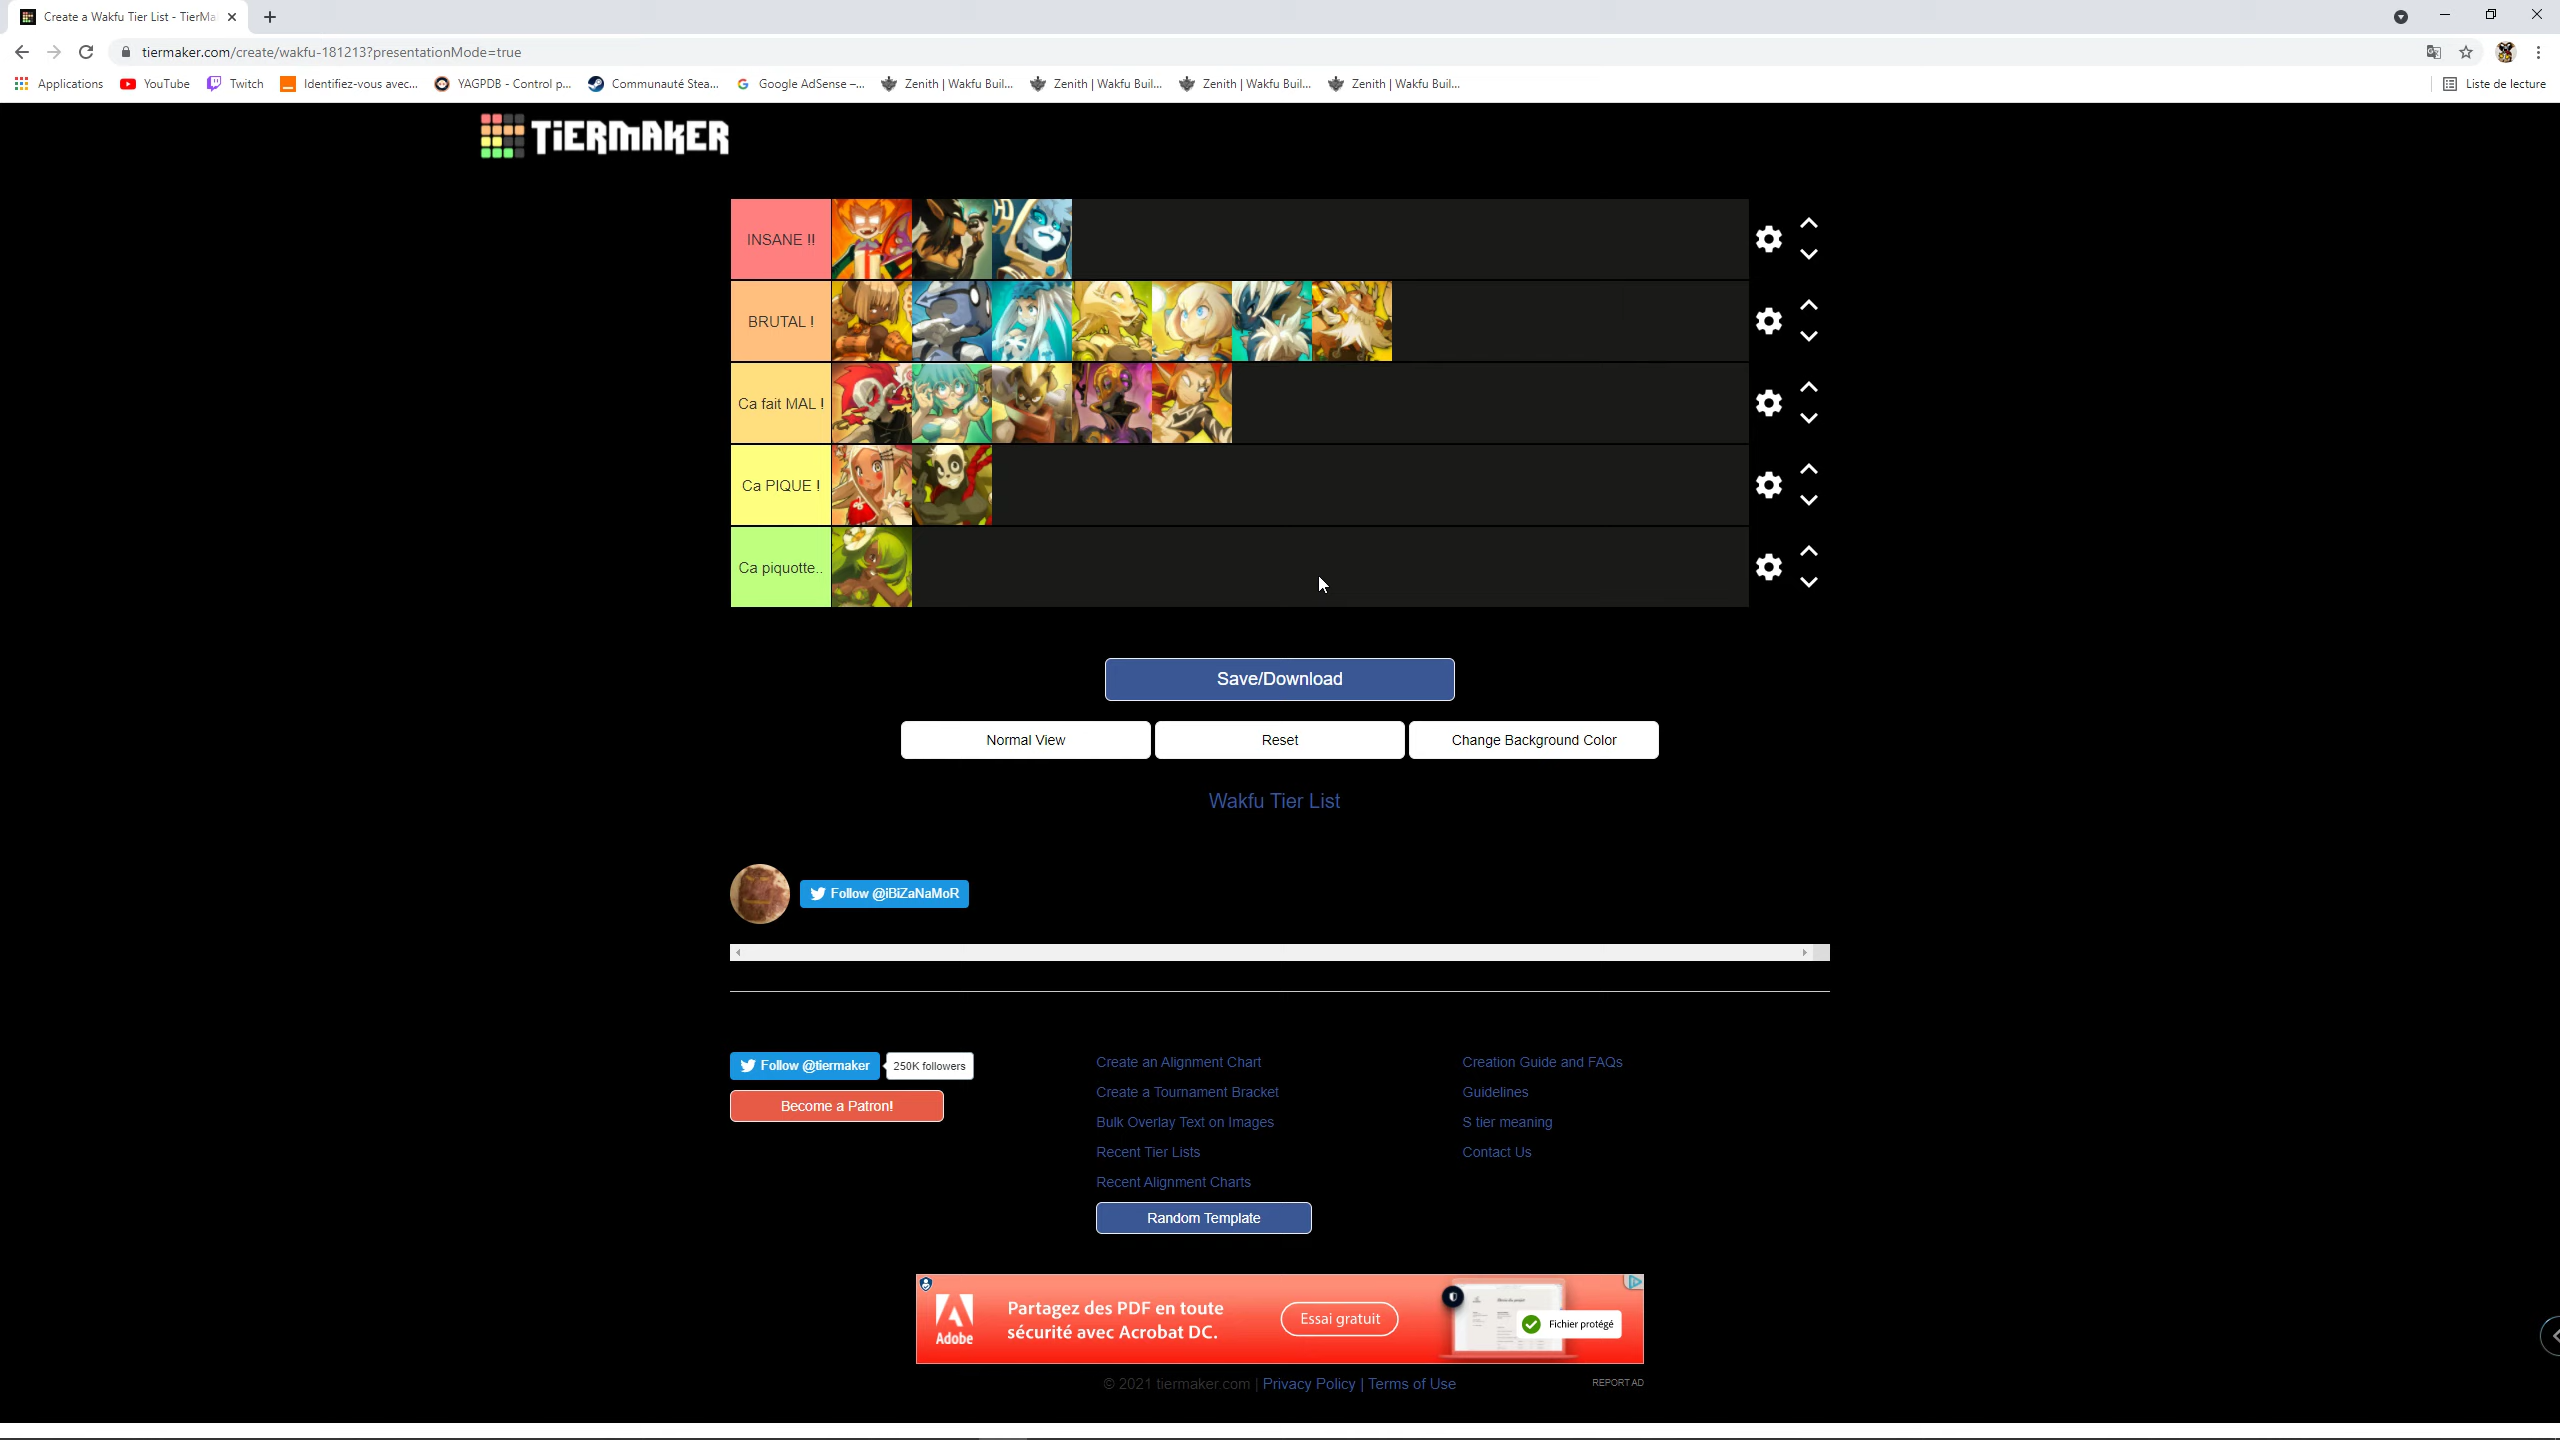 Create a Wakfu Tier List - TierMa
tiermaker.com/create/wakfu-181213?presentationMode=true
Applications YouTube Twitch Identifiez-vous avec... YAGPDB - Control p... Communauté Stea... Google AdSense –... Zenith | Wakfu Buil... Zenith | Wakfu Buil... Zenith | Wakfu Buil... Zenith | Wakfu Buil... Liste de lecture
TiERMAKER
INSANE !!
BRUTAL !
Ca fait MAL !
Ca PIQUE !
Ca piquotte..
Save/Download
Normal View Reset Change Background Color
Wakfu Tier List
Follow @iBiZaNaMoR
Follow @tiermaker 250K followers
Become a Patron!
Create an Alignment Chart
Create a Tournament Bracket
Bulk Overlay Text on Images
Recent Tier Lists
Recent Alignment Charts
Random Template
Creation Guide and FAQs
Guidelines
S tier meaning
Contact Us
Adobe
Partagez des PDF en toute
sécurité avec Acrobat DC.
Essai gratuit
Fichier protégé
© 2021 tiermaker.com | Privacy Policy | Terms of Use
REPORT AD